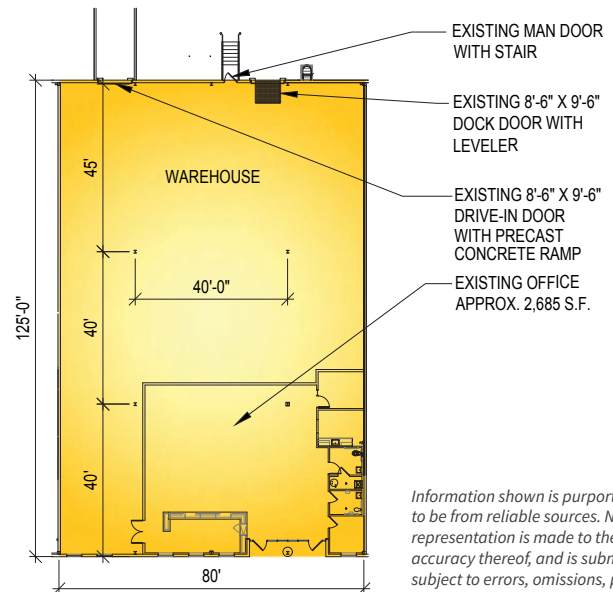 EXISTING MAN DOOR
WITH STAIR
EXISTING 8'-6" X 9'-6"
DOCK DOOR WITH
LEVELER
EXISTING 8'-6" X 9'-6"
DRIVE-IN DOOR
WITH PRECAST
CONCRETE RAMP
EXISTING OFFICE
APPROX. 2,685 S.F.
WAREHOUSE
45'
40'-0"
125'-0"
40'
40'
80'
Information shown is purport
to be from reliable sources. N
representation is made to the
accuracy thereof, and is subm
subject to errors, omissions, p